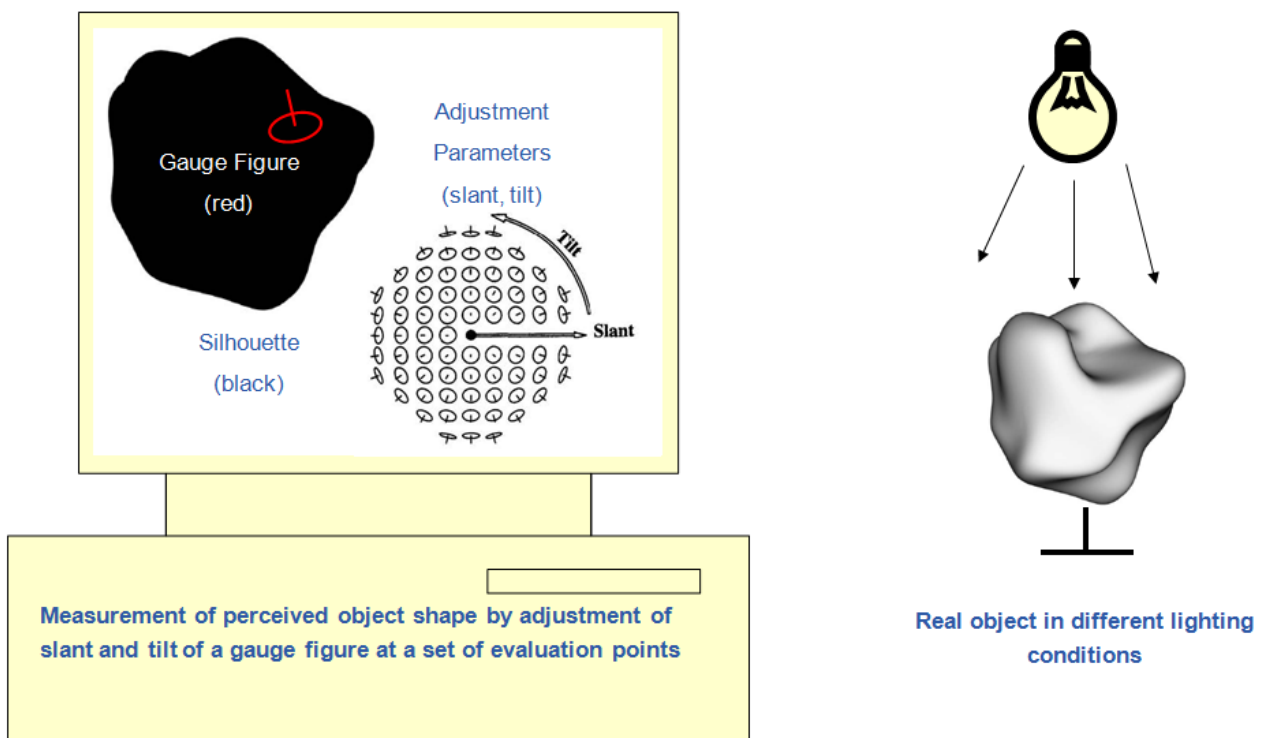 Gauge Figure
(red)
Adjustment
Parameters
(slant, tilt)
Tilt
Slant
Silhouette
(black)
Measurement of perceived object shape by adjustment of
slant and tilt of a gauge figure at a set of evaluation points
Real object in different lighting
conditions